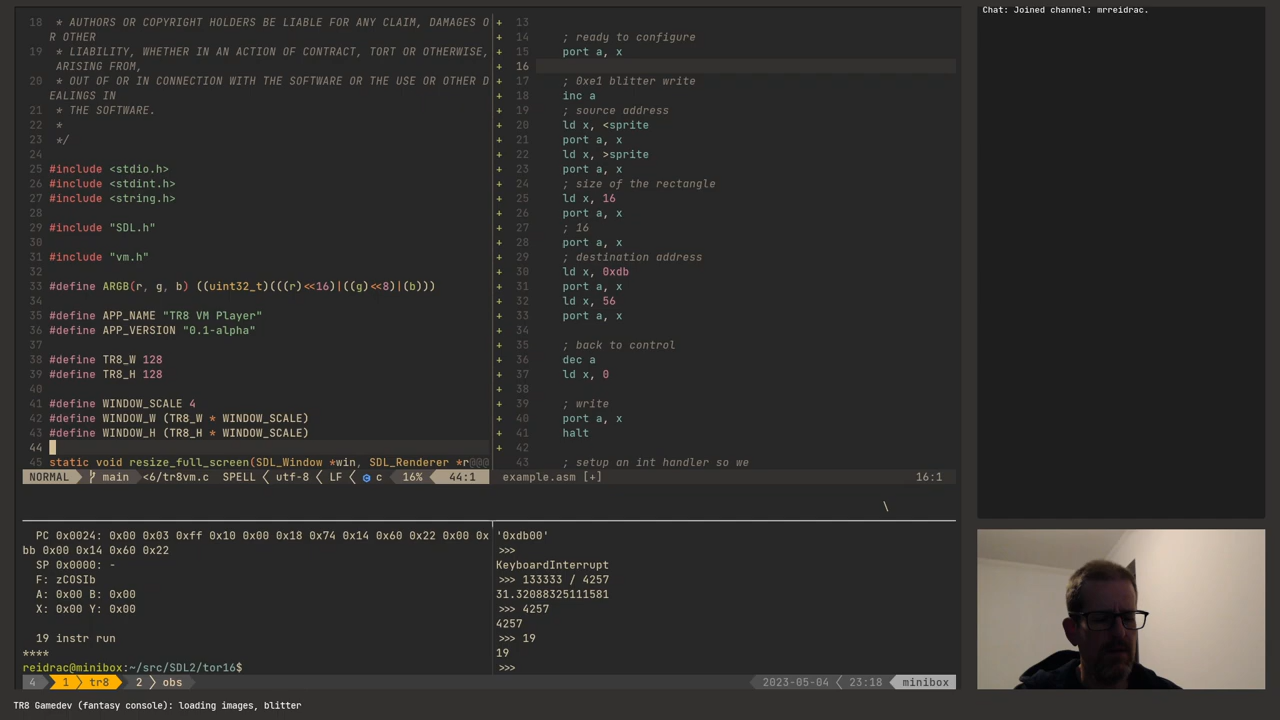 Chat: Joined channel: mrreidrac.
18 * AUTHORS OR COPYRIGHT HOLDERS BE LIABLE FOR ANY CLAIM, DAMAGES O
R OTHER
19 * LIABILITY, WHETHER IN AN ACTION OF CONTRACT, TORT OR OTHERWISE,
ARISING FROM,
20 * OUT OF OR IN CONNECTION WITH THE SOFTWARE OR THE USE OR OTHER D
EALINGS IN
21 * THE SOFTWARE.
22 *
23 */
24
25 #include <stdio.h>
26 #include <stdint.h>
27 #include <string.h>
28
29 #include "SDL.h"
30
31 #include "vm.h"
32
33 #define ARGB(r, g, b) ((uint32_t)(((r)<<16)|((g)<<8)|(b)))
34
35 #define APP_NAME "TR8 VM Player"
36 #define APP_VERSION "0.1-alpha"
37
38 #define TR8_W 128
39 #define TR8_H 128
40
41 #define WINDOW_SCALE 4
42 #define WINDOW_W (TR8_W * WINDOW_SCALE)
43 #define WINDOW_H (TR8_H * WINDOW_SCALE)
44
45 static void resize_full_screen(SDL_Window *win, SDL_Renderer *r@@@
NORMAL main <6/tr8vm.c SPELL utf-8 LF c 16% 44:1
+ 13
+ 14 ; ready to configure
+ 15 port a, x
+ 16
+ 17 ; 0xe1 blitter write
+ 18 inc a
+ 19 ; source address
+ 20 ld x, <sprite
+ 21 port a, x
+ 22 ld x, >sprite
+ 23 port a, x
+ 24 ; size of the rectangle
+ 25 ld x, 16
+ 26 port a, x
+ 27 ; 16
+ 28 port a, x
+ 29 ; destination address
+ 30 ld x, 0xdb
+ 31 port a, x
+ 32 ld x, 56
+ 33 port a, x
+ 34
+ 35 ; back to control
+ 36 dec a
+ 37 ld x, 0
+ 38
+ 39 ; write
+ 40 port a, x
+ 41 halt
+ 42
43 ; setup an int handler so we
example.asm [+] 16:1
\
PC 0x0024: 0x00 0x03 0xff 0x10 0x00 0x18 0x74 0x14 0x60 0x22 0x00 0x
bb 0x00 0x14 0x60 0x22
SP 0x0000: -
F: zCOSIb
A: 0x00 B: 0x00
X: 0x00 Y: 0x00
19 instr run
****
reidrac@minibox:~/src/SDL2/tor16$
'0xdb00'
>>>
KeyboardInterrupt
>>> 133333 / 4257
31.32088325111581
>>> 4257
4257
>>> 19
19
>>>
4 1 tr8 2 obs 2023-05-04 23:18 minibox
TR8 Gamedev (fantasy console): loading images, blitter